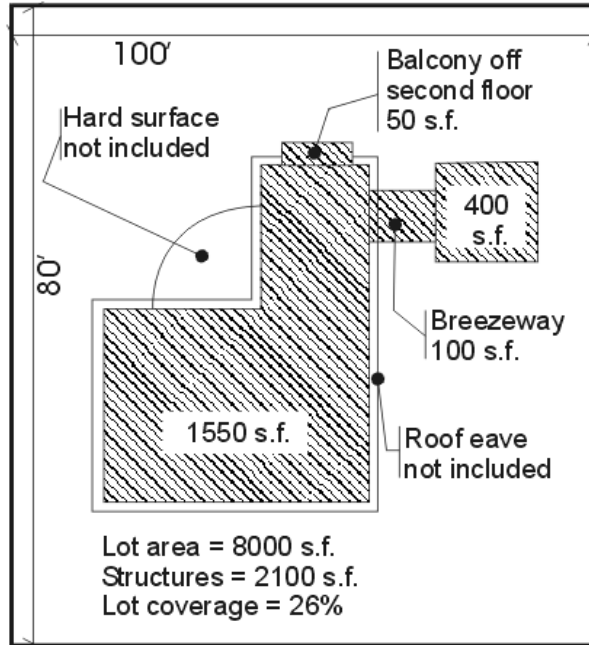 100'
Balcony off
second floor
50 s.f.
Hard surface
not included
400
s.f.
80'
Breezeway
100 s.f.
1550 s.f.
Roof eave
not included
Lot area = 8000 s.f.
Structures = 2100 s.f.
Lot coverage = 26%